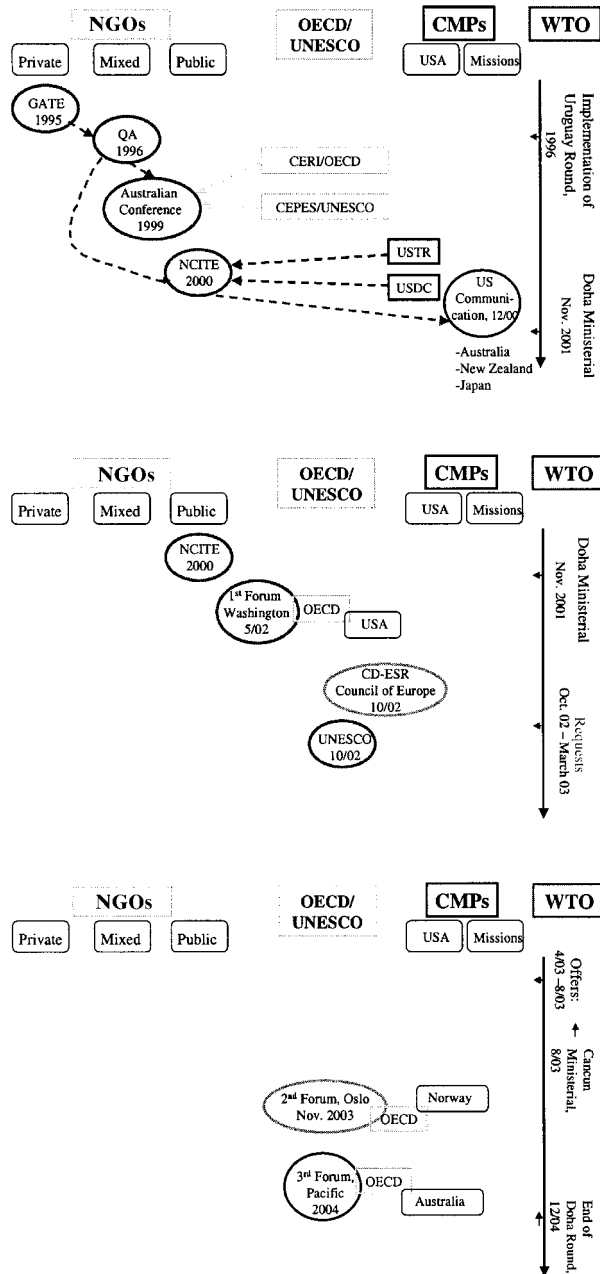 NGOs
OECD/
UNESCO
CMPs
WTO
Private
Mixed
Public
USA
Missions
GATE
1995
QA
1996
Australian
Conference
1999
CERI/OECD
CEPES/UNESCO
NCITE
2000
USTR
USDC
US
Communi-
cation, 12/00
-Australia
-New Zealand
-Japan
Implementation of
Uruguay Round,
1996
Doha Ministerial
Nov. 2001
NGOs
OECD/
UNESCO
CMPs
WTO
Private
Mixed
Public
USA
Missions
NCITE
2000
1st Forum
Washington
5/02
OECD
USA
CD-ESR
Council of Europe
10/02
UNESCO
10/02
Doha Ministerial
Nov. 2001
Requests
Oct. 02 – March 03
NGOs
OECD/
UNESCO
CMPs
WTO
Private
Mixed
Public
USA
Missions
Offers:
4/03 –8/03
Cancun
Ministerial,
8/03
2nd Forum, Oslo
Nov. 2003
OECD
Norway
3rd Forum,
Pacific
2004
OECD
Australia
End of
Doha Round,
12/04